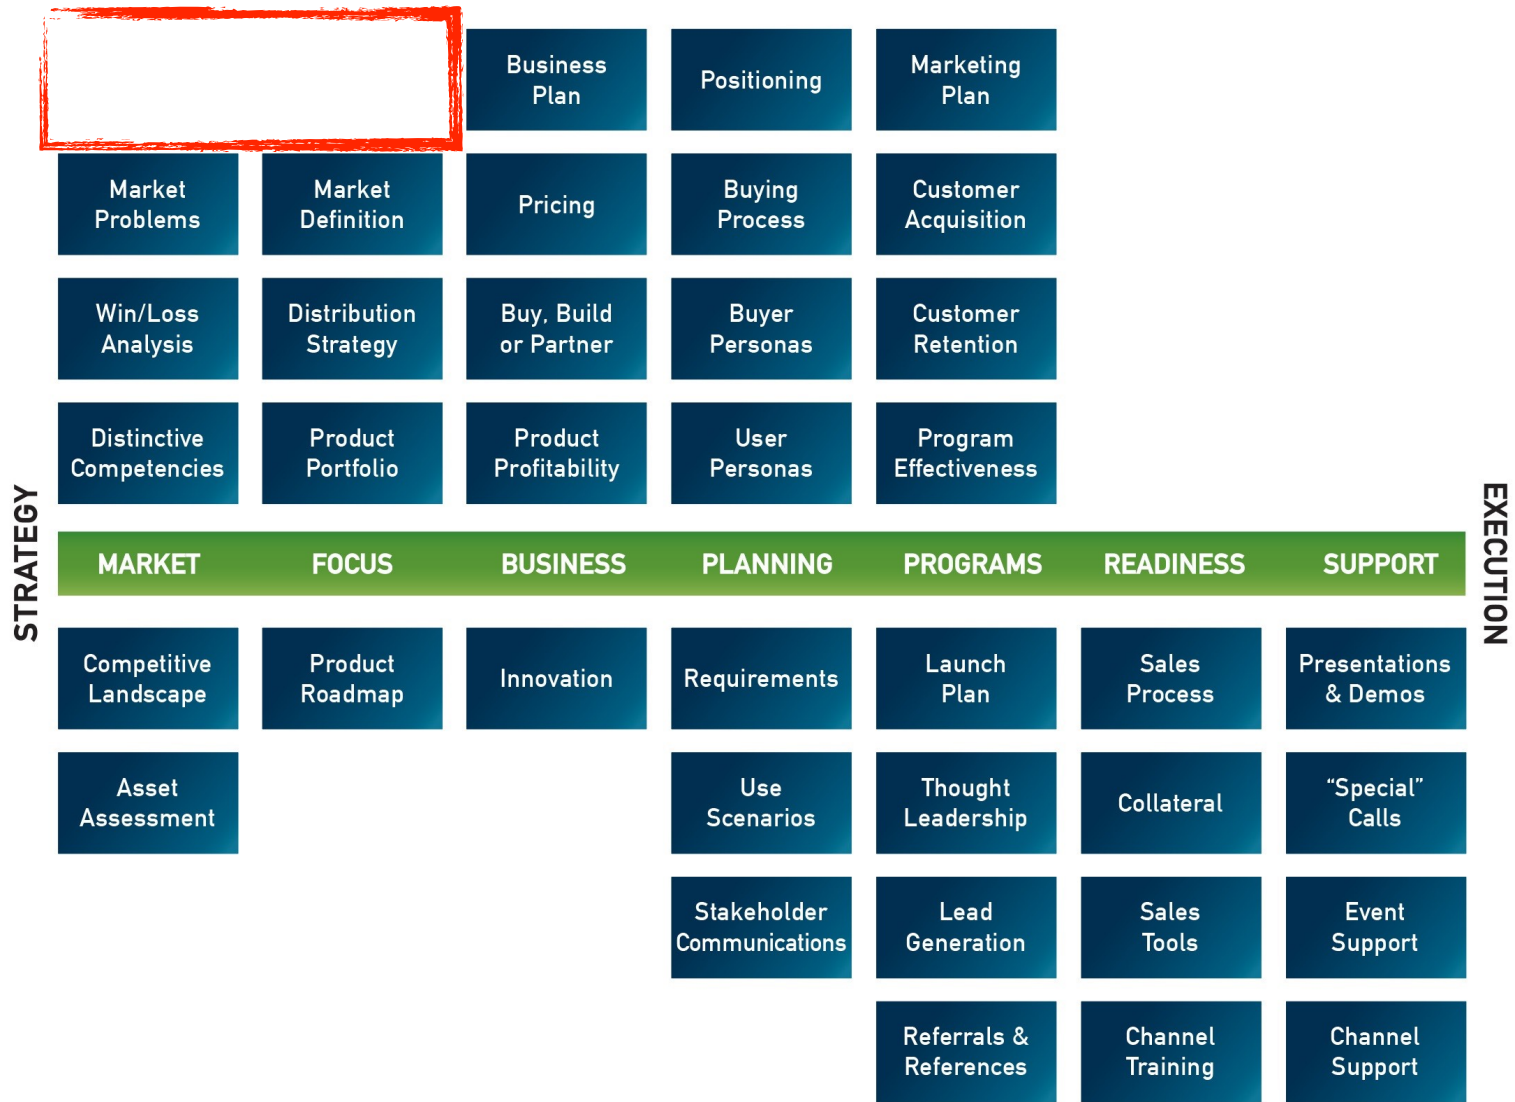 Business
Plan
Positioning
Marketing
Plan
Market
Problems
Market
Definition
Pricing
Buying
Process
Customer
Acquisition
Win/Loss
Analysis
Distribution
Strategy
Buy, Build
or Partner
Buyer
Personas
Customer
Retention
Distinctive
Competencies
Product
Portfolio
Product
Profitability
User
Personas
Program
Effectiveness
STRATEGY
MARKET
FOCUS
BUSINESS
PLANNING
PROGRAMS
READINESS
SUPPORT
EXECUTION
Competitive
Landscape
Product
Roadmap
Innovation
Requirements
Launch
Plan
Sales
Process
Presentations
& Demos
Asset
Assessment
Use
Scenarios
Thought
Leadership
Collateral
“Special”
Calls
Stakeholder
Communications
Lead
Generation
Sales
Tools
Event
Support
Referrals &
References
Channel
Training
Channel
Support